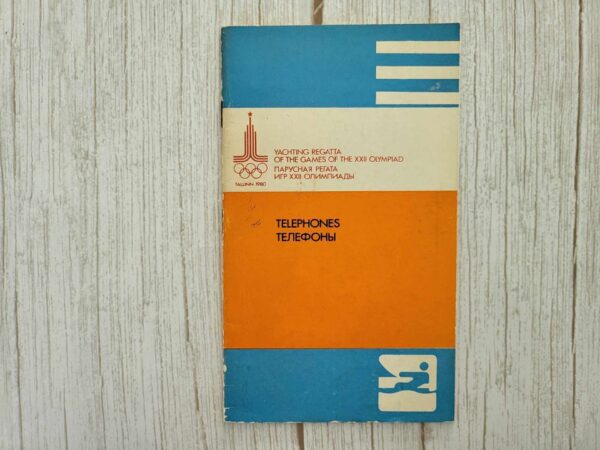 YACHTING REGATTA
OF THE GAMES OF THE XXII OLYMPIAD
ПАРУСНАЯ РЕГАТА
ИГР XXII ОЛИМПИАДЫ
TALLINN 1980
TELEPHONES
ТЕЛЕФОНЫ